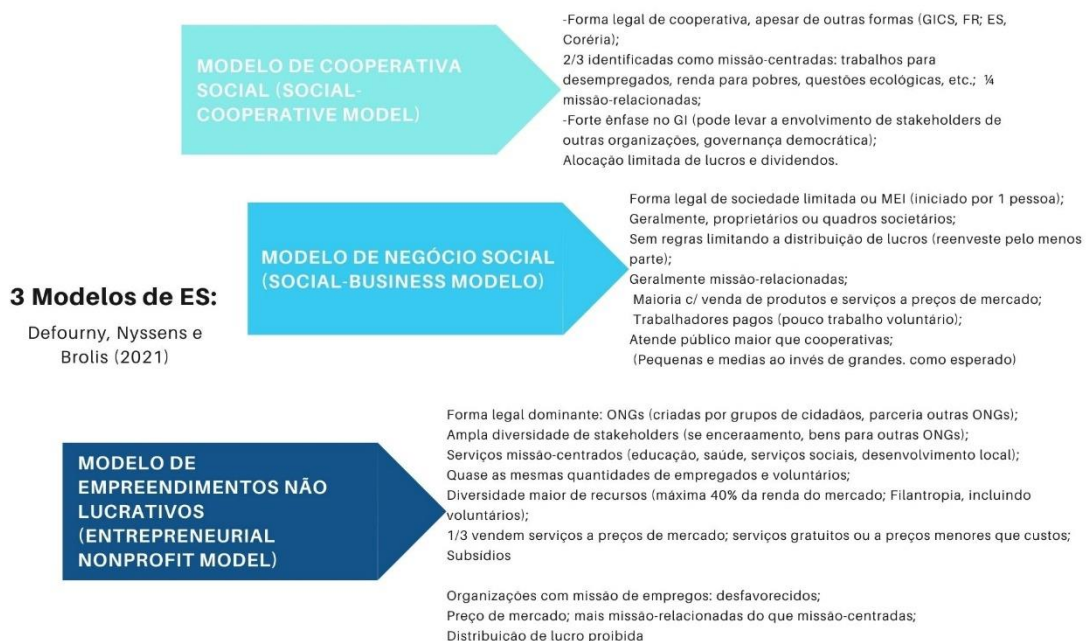 -Forma legal de cooperativa, apesar de outras formas (GICS, FR; ES,
Coréria);
2/3 identificadas como missão-centradas: trabalhos para
desempregados, renda para pobres, questões ecológicas, etc.; ¼
missão-relacionadas;
-Forte ênfase no GI (pode levar a envolvimento de stakeholders de
outras organizações, governança democrática);
Alocação limitada de lucros e dividendos.
MODELO DE COOPERATIVA
SOCIAL (SOCIAL-
COOPERATIVE MODEL)
Forma legal de sociedade limitada ou MEI (iniciado por 1 pessoa);
Geralmente, proprietários ou quadros societários;
Sem regras limitando a distribuição de lucros (reenveste pelo menos
parte);
Geralmente missão-relacionadas;
Maioria c/ venda de produtos e serviços a preços de mercado;
Trabalhadores pagos (pouco trabalho voluntário);
Atende público maior que cooperativas;
(Pequenas e medias ao invés de grandes. como esperado)
MODELO DE NEGÓCIO SOCIAL
(SOCIAL-BUSINESS MODELO)
3 Modelos de ES:
Defourny, Nyssens e
Brolis (2021)
Forma legal dominante: ONGs (criadas por grupos de cidadãos, parceria outras ONGs);
Ampla diversidade de stakeholders (se enceraamento, bens para outras ONGs);
Serviços missão-centrados (educação, saúde, serviços sociais, desenvolvimento local);
Quase as mesmas quantidades de empregados e voluntários;
Diversidade maior de recursos (máxima 40% da renda do mercado; Filantropia, incluindo
voluntários);
1/3 vendem serviços a preços de mercado; serviços gratuitos ou a preços menores que custos;
Subsídios
MODELO DE
EMPREENDIMENTOS NÃO
LUCRATIVOS
(ENTREPRENEURIAL
NONPROFIT MODEL)
Organizações com missão de empregos: desfavorecidos;
Preço de mercado; mais missão-relacionadas do que missão-centradas;
Distribuição de lucro proibida